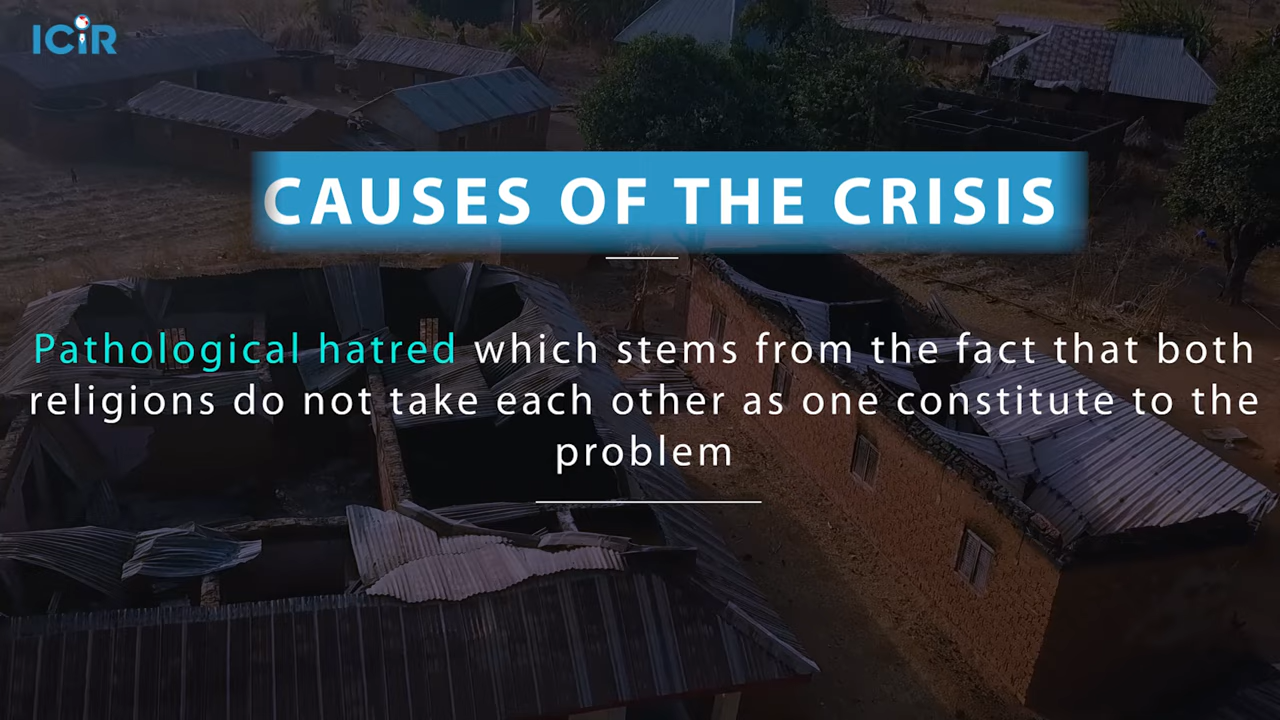 ICiR
CAUSES OF THE CRISIS
Pathological hatred which stems from the fact that both
religions do not take each other as one constitute to the
problem